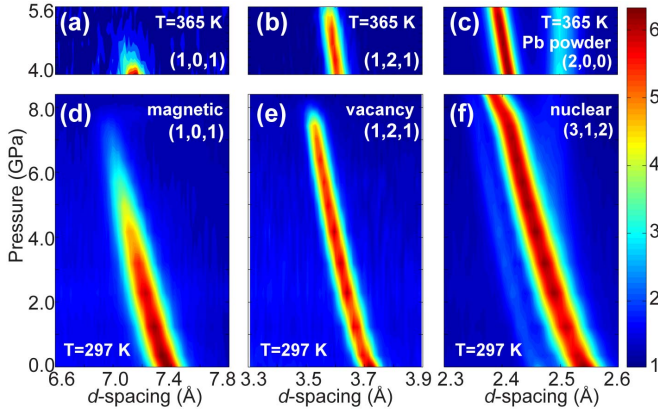 5.6
4.0
(a)
T=365 K
(1,0,1)
(b)
T=365 K
(1,2,1)
(c)
T=365 K
Pb powder
(2,0,0)
8.0
6.0
4.0
2.0
0.0
Pressure (GPa)
(d)
magnetic
(1,0,1)
T=297 K
(e)
vacancy
(1,2,1)
T=297 K
(f)
nuclear
(3,1,2)
T=297 K
6.6 7.0 7.4 7.8
d-spacing (Å)
3.3 3.5 3.7 3.9
d-spacing (Å)
2.3 2.4 2.5 2.6
d-spacing (Å)
6
5
4
3
2
1